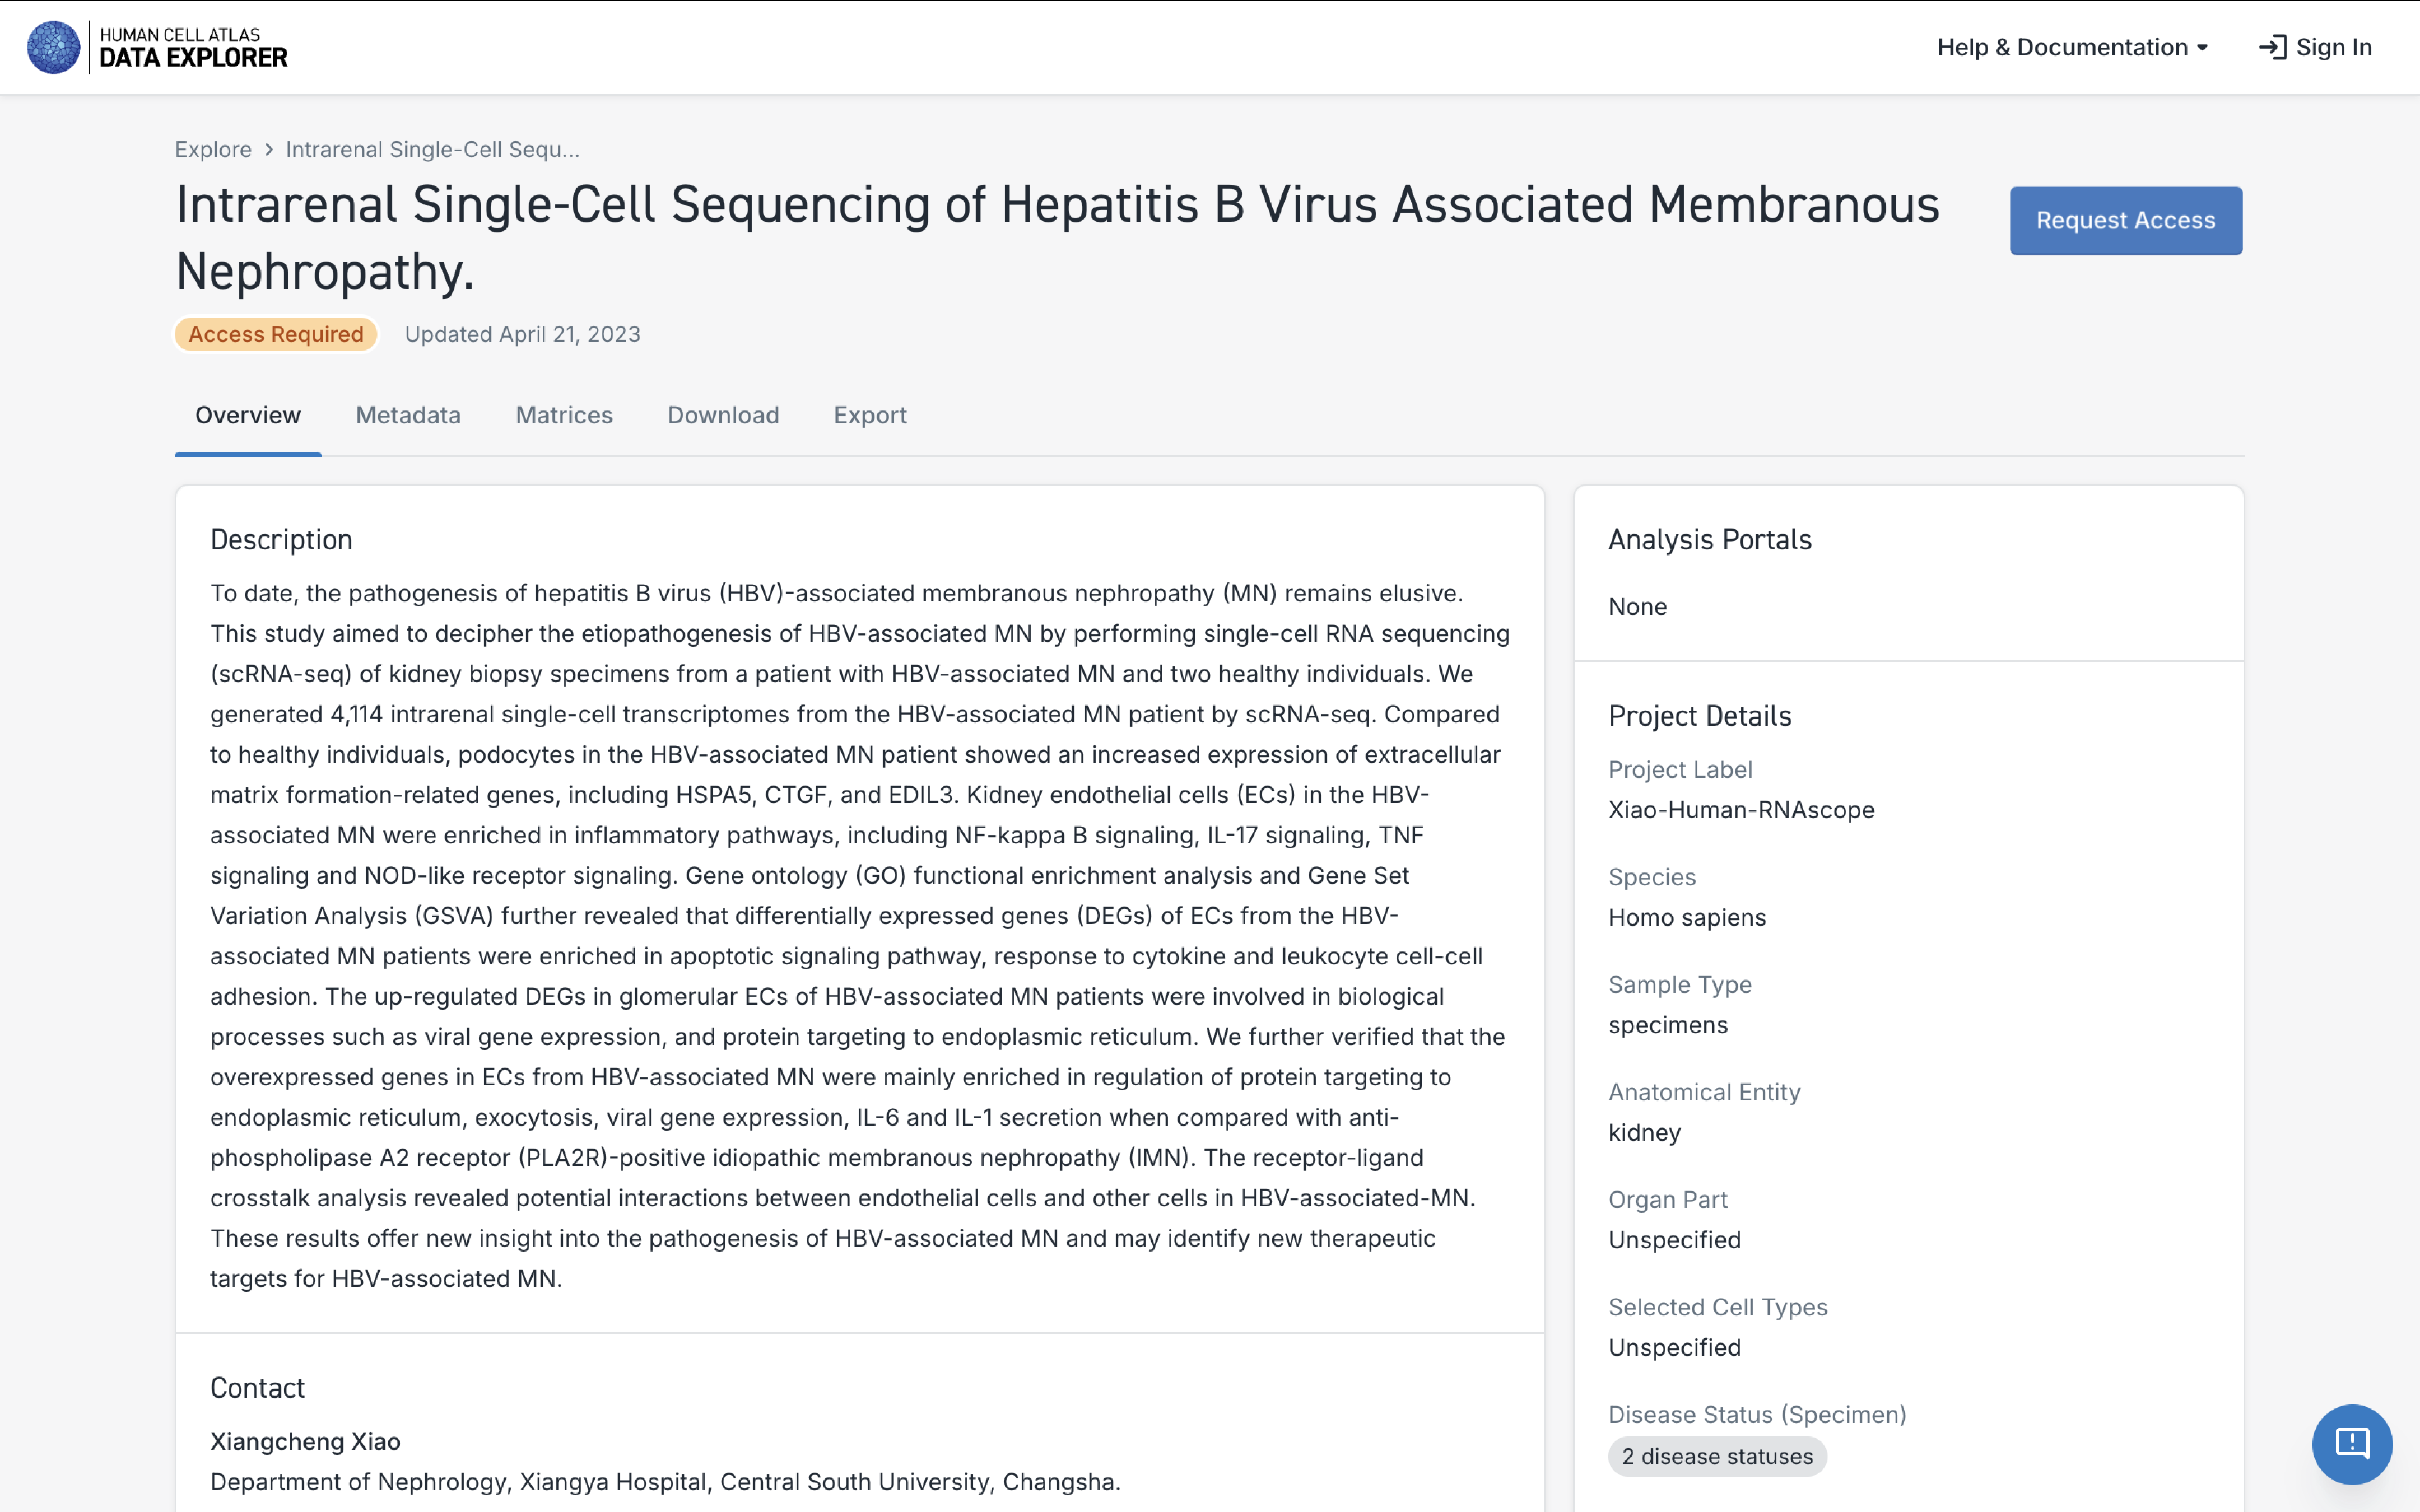 HUMAN CELL ATLAS
DATA EXPLORER
Help & Documentation
Sign In
Explore > Intrarenal Single-Cell Sequ...
Intrarenal Single-Cell Sequencing of Hepatitis B Virus Associated Membranous
Nephropathy.
Request Access
Access Required
Updated April 21, 2023
Overview
Metadata
Matrices
Download
Export
Description
To date, the pathogenesis of hepatitis B virus (HBV)-associated membranous nephropathy (MN) remains elusive.
This study aimed to decipher the etiopathogenesis of HBV-associated MN by performing single-cell RNA sequencing
(scRNA-seq) of kidney biopsy specimens from a patient with HBV-associated MN and two healthy individuals. We
generated 4,114 intrarenal single-cell transcriptomes from the HBV-associated MN patient by scRNA-seq. Compared
to healthy individuals, podocytes in the HBV-associated MN patient showed an increased expression of extracellular
matrix formation-related genes, including HSPA5, CTGF, and EDIL3. Kidney endothelial cells (ECs) in the HBV-
associated MN were enriched in inflammatory pathways, including NF-kappa B signaling, IL-17 signaling, TNF
signaling and NOD-like receptor signaling. Gene ontology (GO) functional enrichment analysis and Gene Set
Variation Analysis (GSVA) further revealed that differentially expressed genes (DEGs) of ECs from the HBV-
associated MN patients were enriched in apoptotic signaling pathway, response to cytokine and leukocyte cell-cell
adhesion. The up-regulated DEGs in glomerular ECs of HBV-associated MN patients were involved in biological
processes such as viral gene expression, and protein targeting to endoplasmic reticulum. We further verified that the
overexpressed genes in ECs from HBV-associated MN were mainly enriched in regulation of protein targeting to
endoplasmic reticulum, exocytosis, viral gene expression, IL-6 and IL-1 secretion when compared with anti-
phospholipase A2 receptor (PLA2R)-positive idiopathic membranous nephropathy (IMN). The receptor-ligand
crosstalk analysis revealed potential interactions between endothelial cells and other cells in HBV-associated-MN.
These results offer new insight into the pathogenesis of HBV-associated MN and may identify new therapeutic
targets for HBV-associated MN.
Contact
Xiangcheng Xiao
Department of Nephrology, Xiangya Hospital, Central South University, Changsha.
Analysis Portals
None
Project Details
Project Label
Xiao-Human-RNAscope
Species
Homo sapiens
Sample Type
specimens
Anatomical Entity
kidney
Organ Part
Unspecified
Selected Cell Types
Unspecified
Disease Status (Specimen)
2 disease statuses